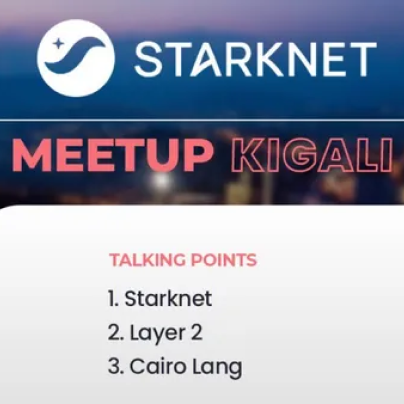 STARKNET
MEETUP KIGALI
TALKING POINTS
1. Starknet
2. Layer 2
3. Cairo Lang